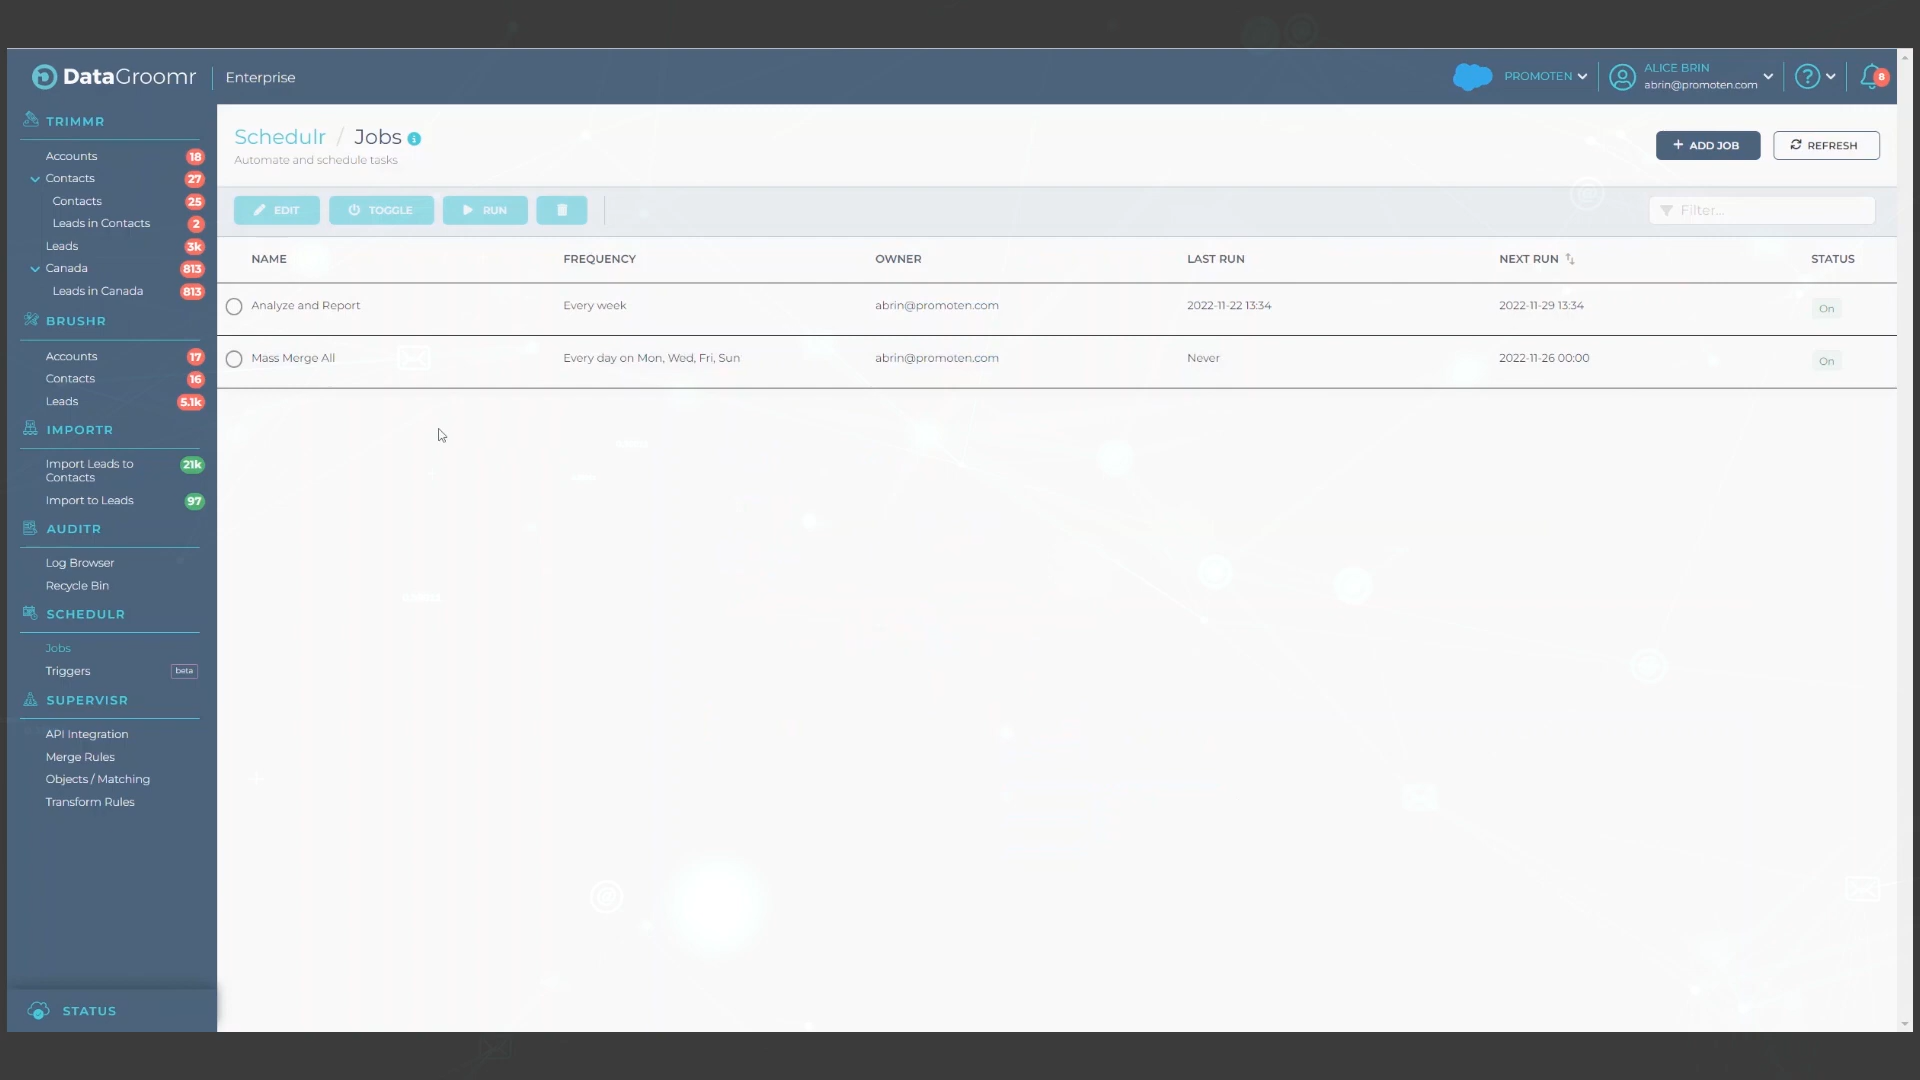 DataGroomr Enterprise
PROMOTEN
ALICE BRIN
abrin@promoten.com
8
TRIMMR
Accounts 18
Contacts 27
Contacts 25
Leads in Contacts 2
Leads 3k
Canada 813
Leads in Canada 813
BRUSHR
Accounts 17
Contacts 16
Leads 5.1k
IMPORTR
Import Leads to
Contacts 21k
Import to Leads 97
AUDITR
Log Browser
Recycle Bin
SCHEDULR
Jobs
Triggers beta
SUPERVISR
API Integration
Merge Rules
Objects / Matching
Transform Rules
STATUS
Schedulr / Jobs
Automate and schedule tasks
+ ADD JOB REFRESH
EDIT TOGGLE RUN
Filter...
NAME FREQUENCY OWNER LAST RUN NEXT RUN STATUS
Analyze and Report Every week abrin@promoten.com 2022-11-22 13:34 2022-11-29 13:34 On
Mass Merge All Every day on Mon, Wed, Fri, Sun abrin@promoten.com Never 2022-11-26 00:00 On